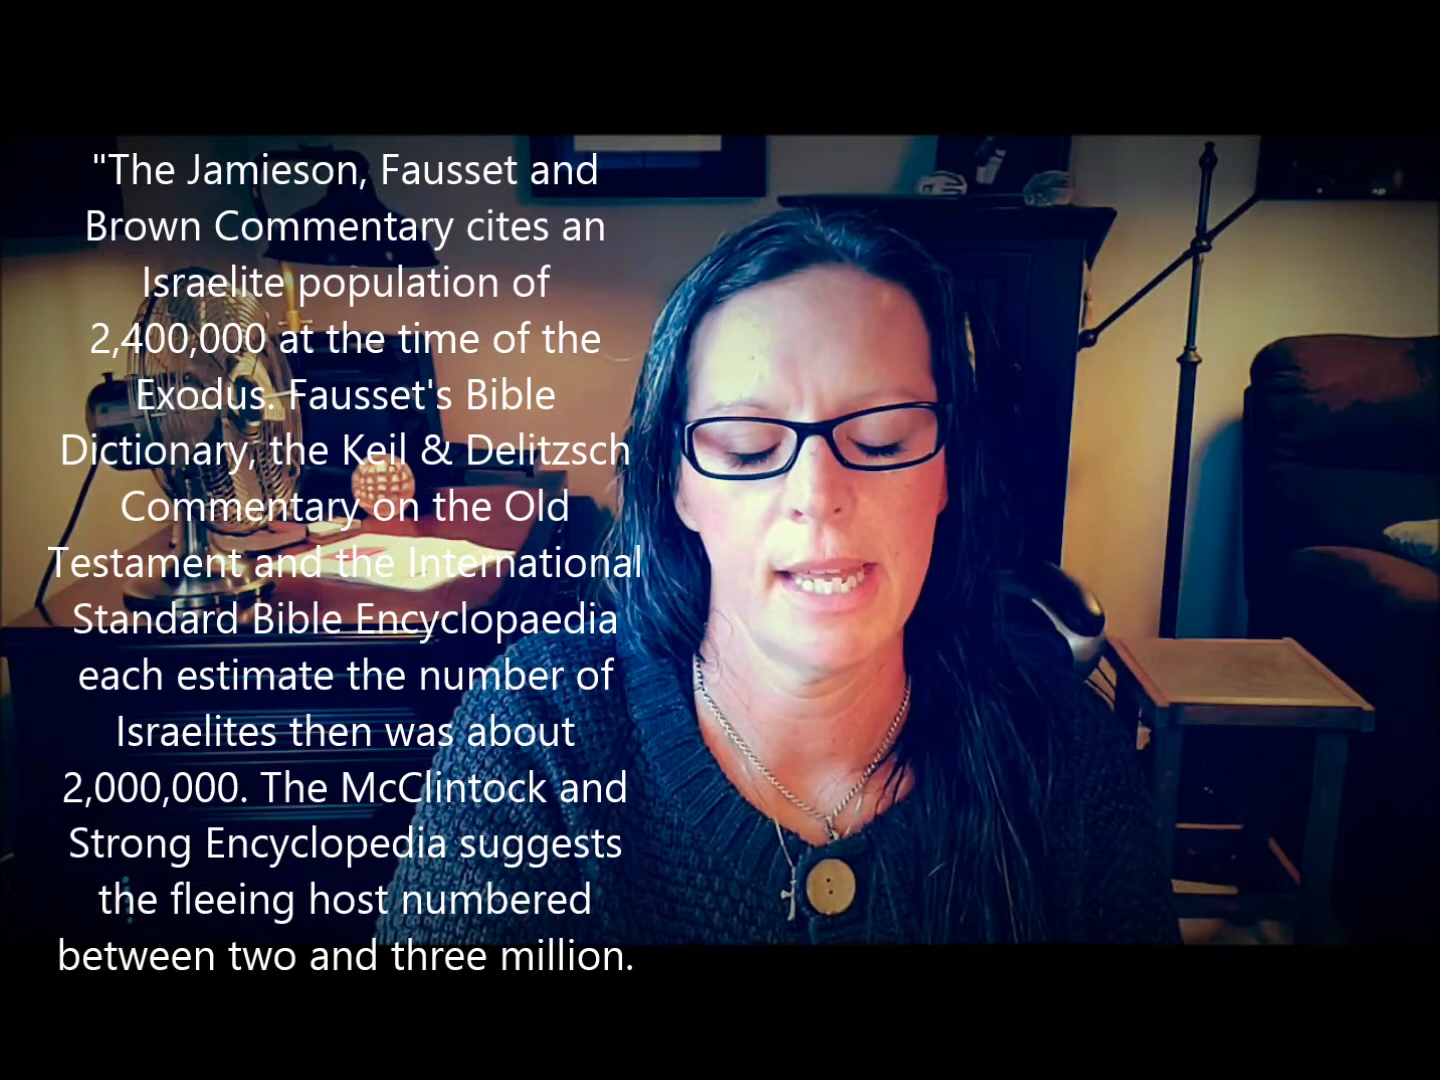 "The Jamieson, Fausset and
Brown Commentary cites an
Israelite population of
2,400,000 at the time of the
Exodus. Fausset's Bible
Dictionary, the Keil & Delitzsch
Commentary on the Old
Testament and the International
Standard Bible Encyclopaedia
each estimate the number of
Israelites then was about
2,000,000. The McClintock and
Strong Encyclopedia suggests
the fleeing host numbered
between two and three million.